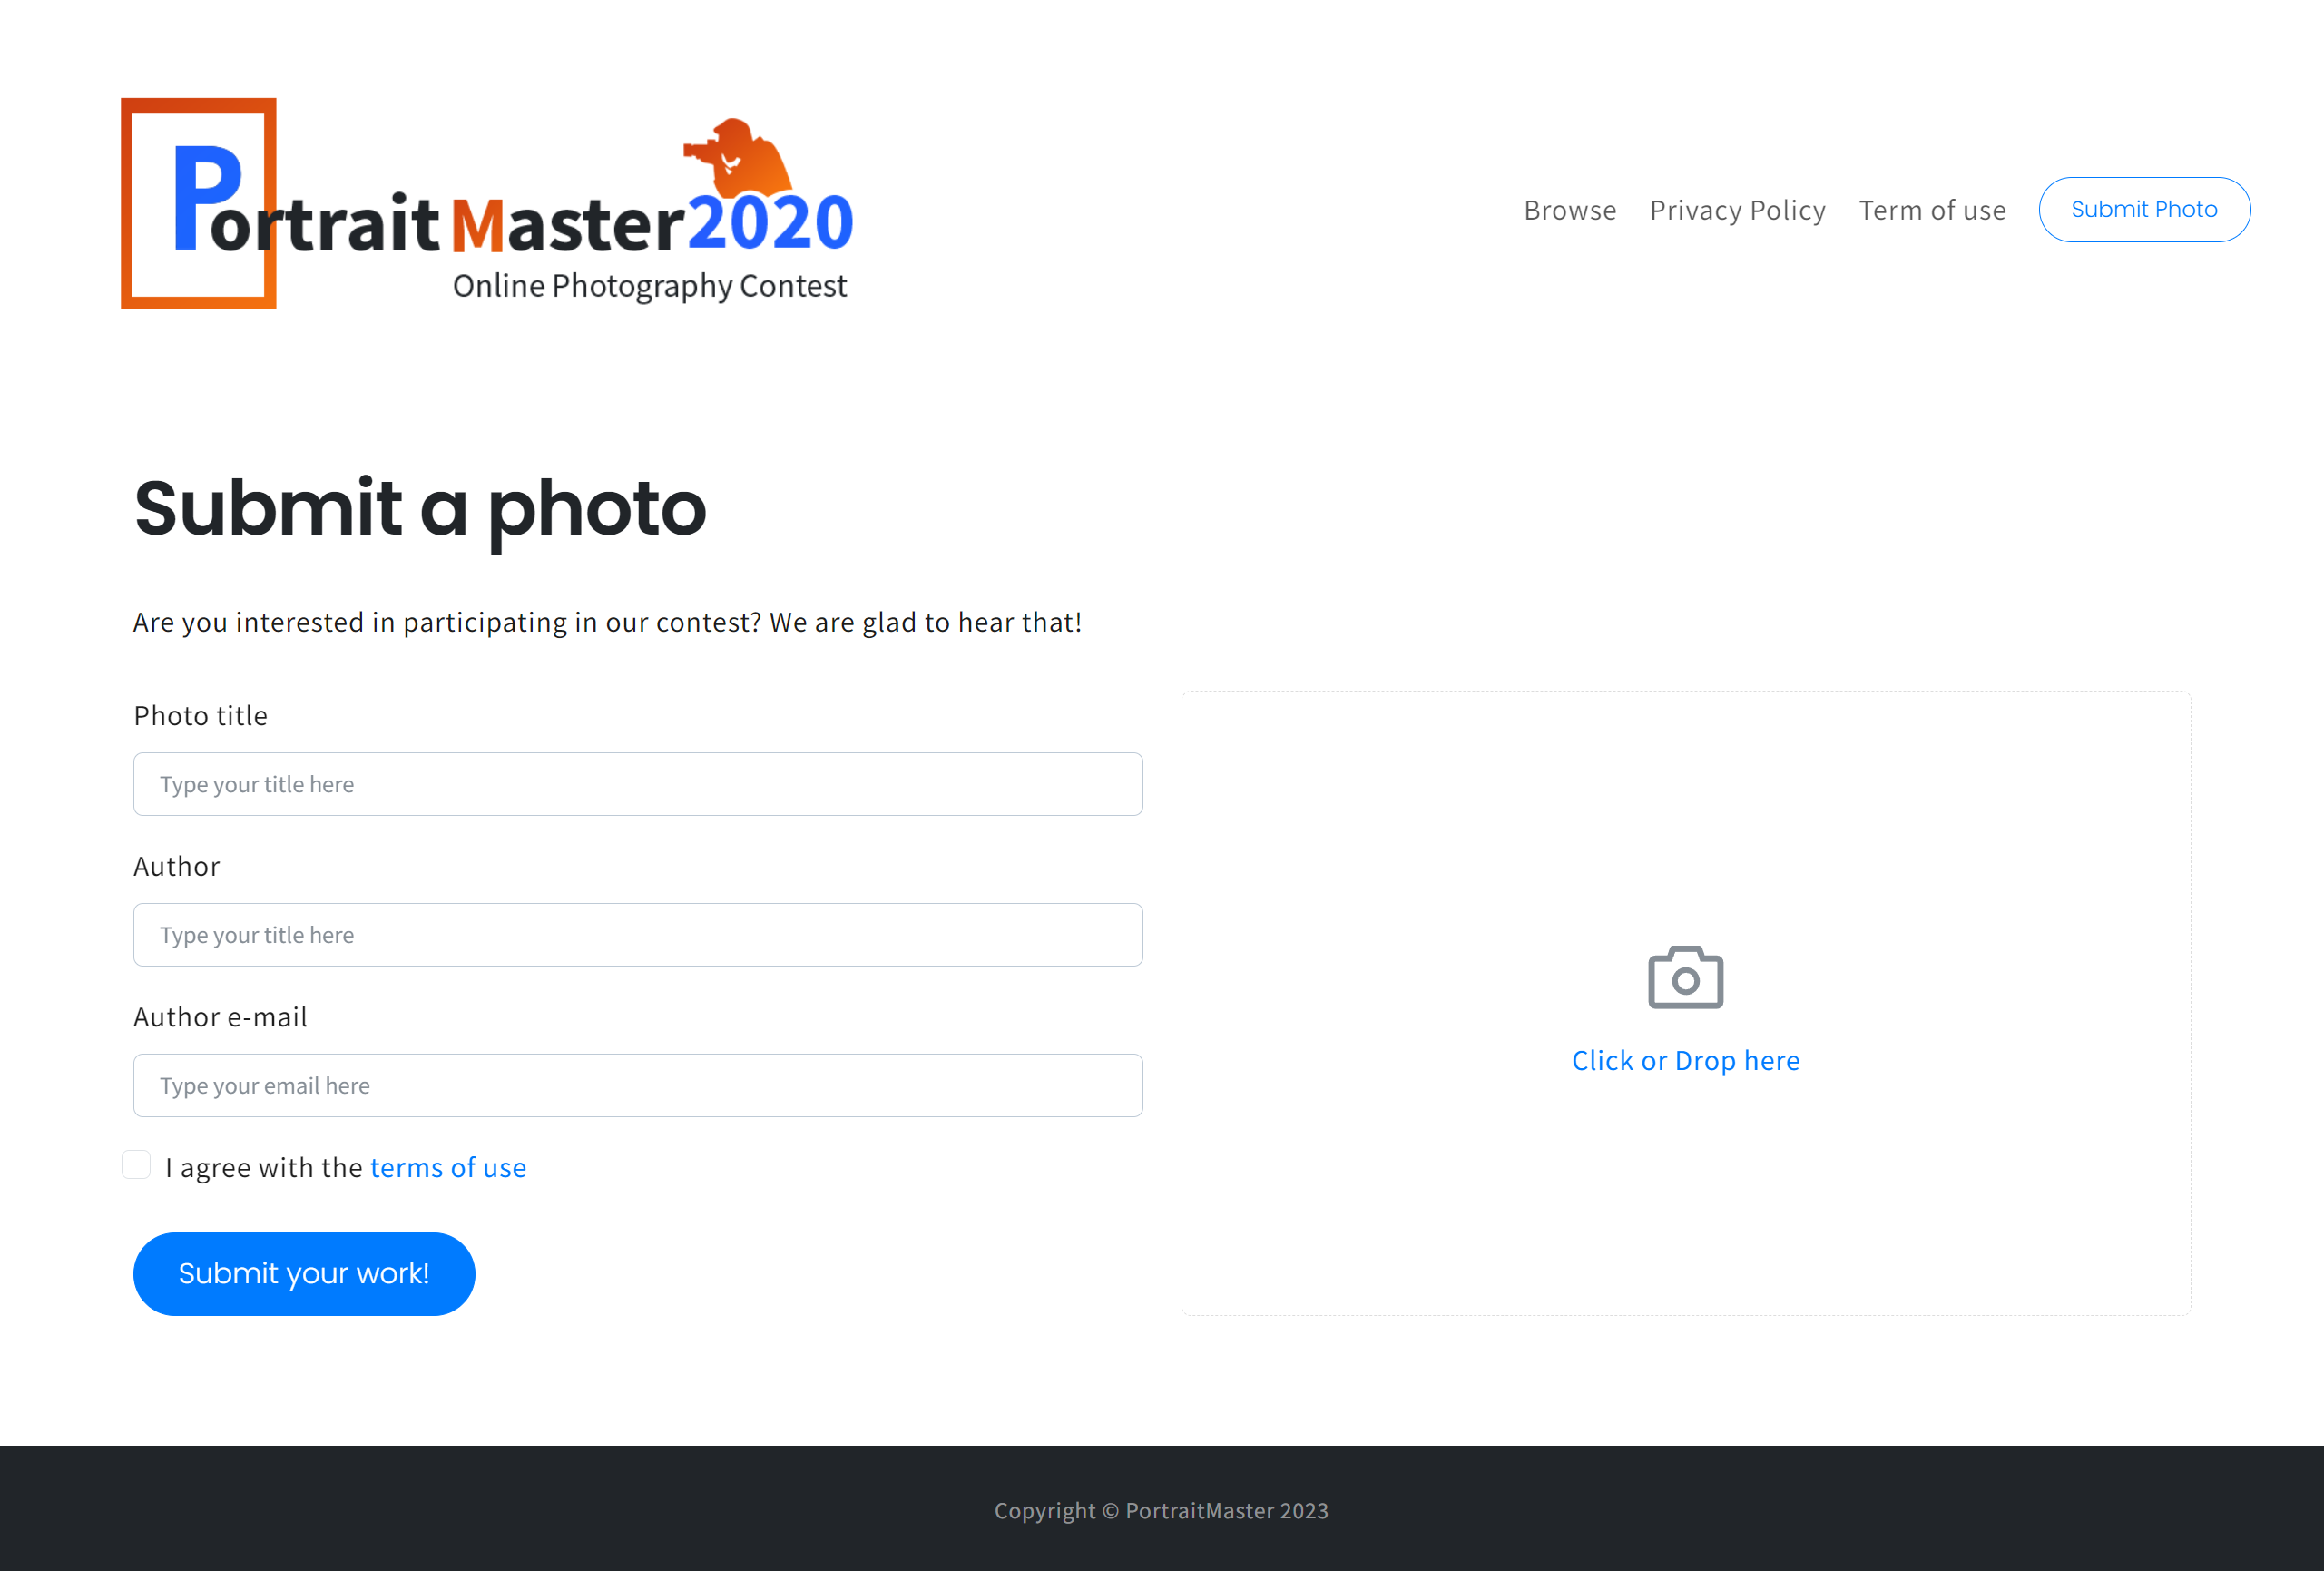 Portrait Master 2020
Online Photography Contest
Browse Privacy Policy Term of use Submit Photo
Submit a photo
Are you interested in participating in our contest? We are glad to hear that!
Photo title
Type your title here
Author
Type your title here
Author e-mail
Type your email here
I agree with the terms of use
Submit your work!
Click or Drop here
Copyright © PortraitMaster 2023